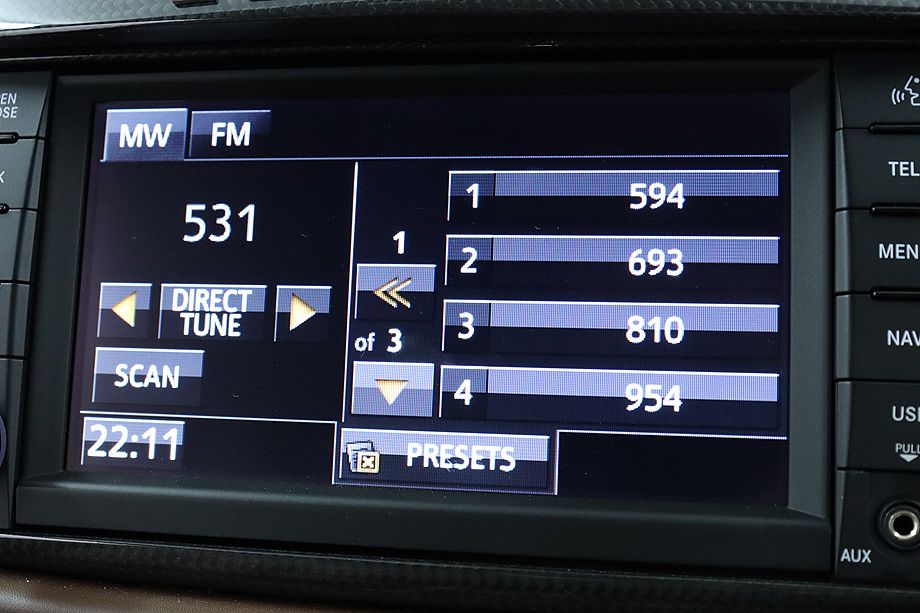 MW FM
531
DIRECT
TUNE
SCAN
22:11
1
of 3
1 594
2 693
3 810
4 954
PRESETS
TEL
MEN
NAV
PULL
AUX